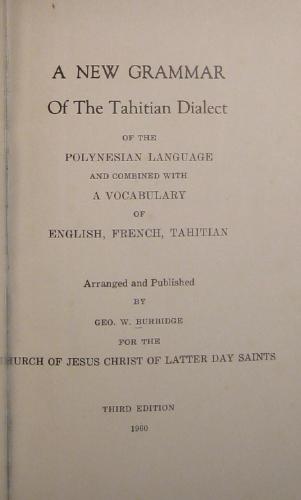 A NEW GRAMMAR
Of The Tahitian Dialect
OF THE
POLYNESIAN LANGUAGE
AND COMBINED WITH
A VOCABULARY
OF
ENGLISH, FRENCH, TAHITIAN
Arranged and Published
BY
GEO. W. BURBIDGE
FOR THE
CHURCH OF JESUS CHRIST OF LATTER DAY SAINTS
THIRD EDITION
1960